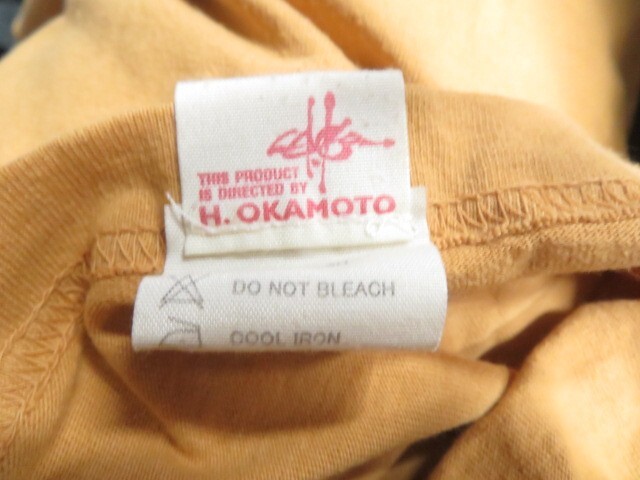 THIS PRODUCT
IS DIRECTED BY
H. OKAMOTO
DO NOT BLEACH
COOL IRON